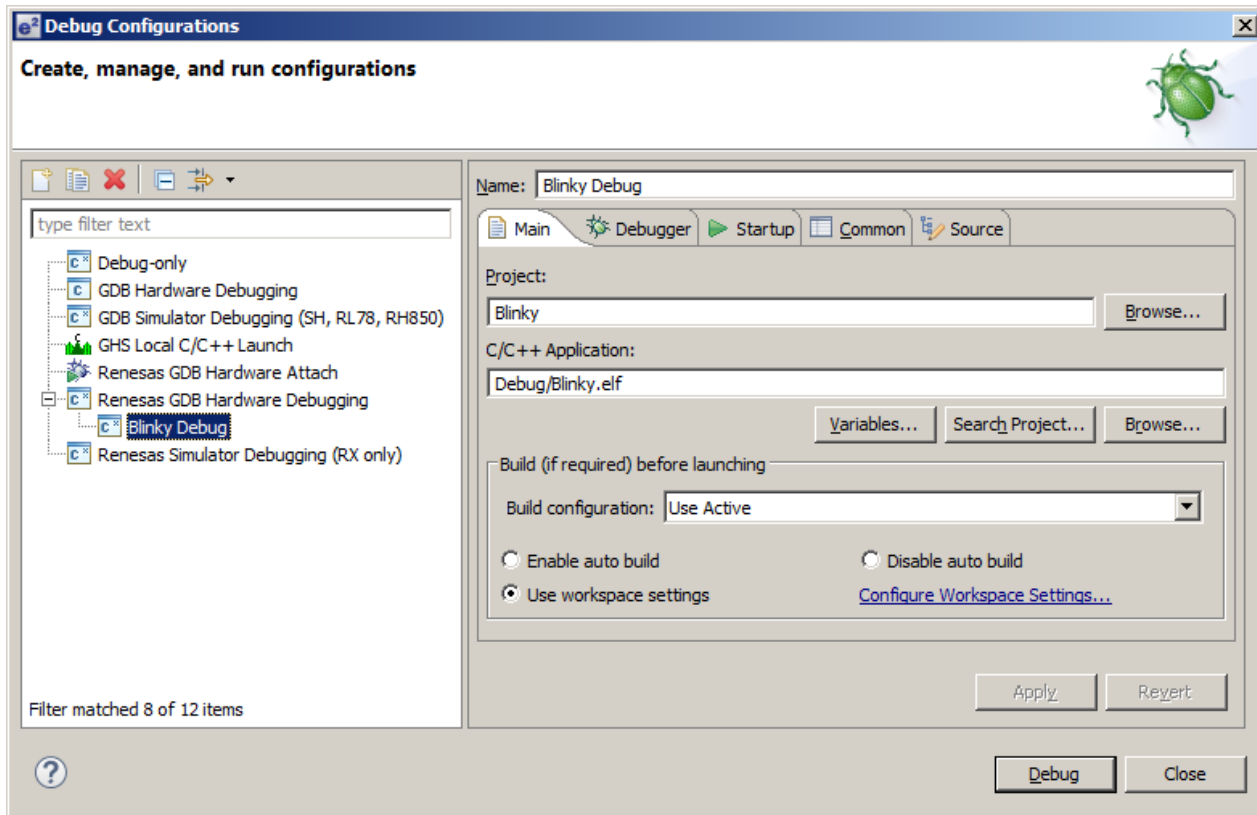 e² Debug Configurations
Create, manage, and run configurations
type filter text
Debug-only
GDB Hardware Debugging
GDB Simulator Debugging (SH, RL78, RH850)
GHS Local C/C++ Launch
Renesas GDB Hardware Attach
Renesas GDB Hardware Debugging
Blinky Debug
Renesas Simulator Debugging (RX only)
Filter matched 8 of 12 items
Name: Blinky Debug
Main Debugger Startup Common Source
Project:
Blinky Browse...
C/C++ Application:
Debug/Blinky.elf
Variables... Search Project... Browse...
Build (if required) before launching
Build configuration: Use Active
Enable auto build Disable auto build
Use workspace settings Configure Workspace Settings...
Apply Revert
? Debug Close